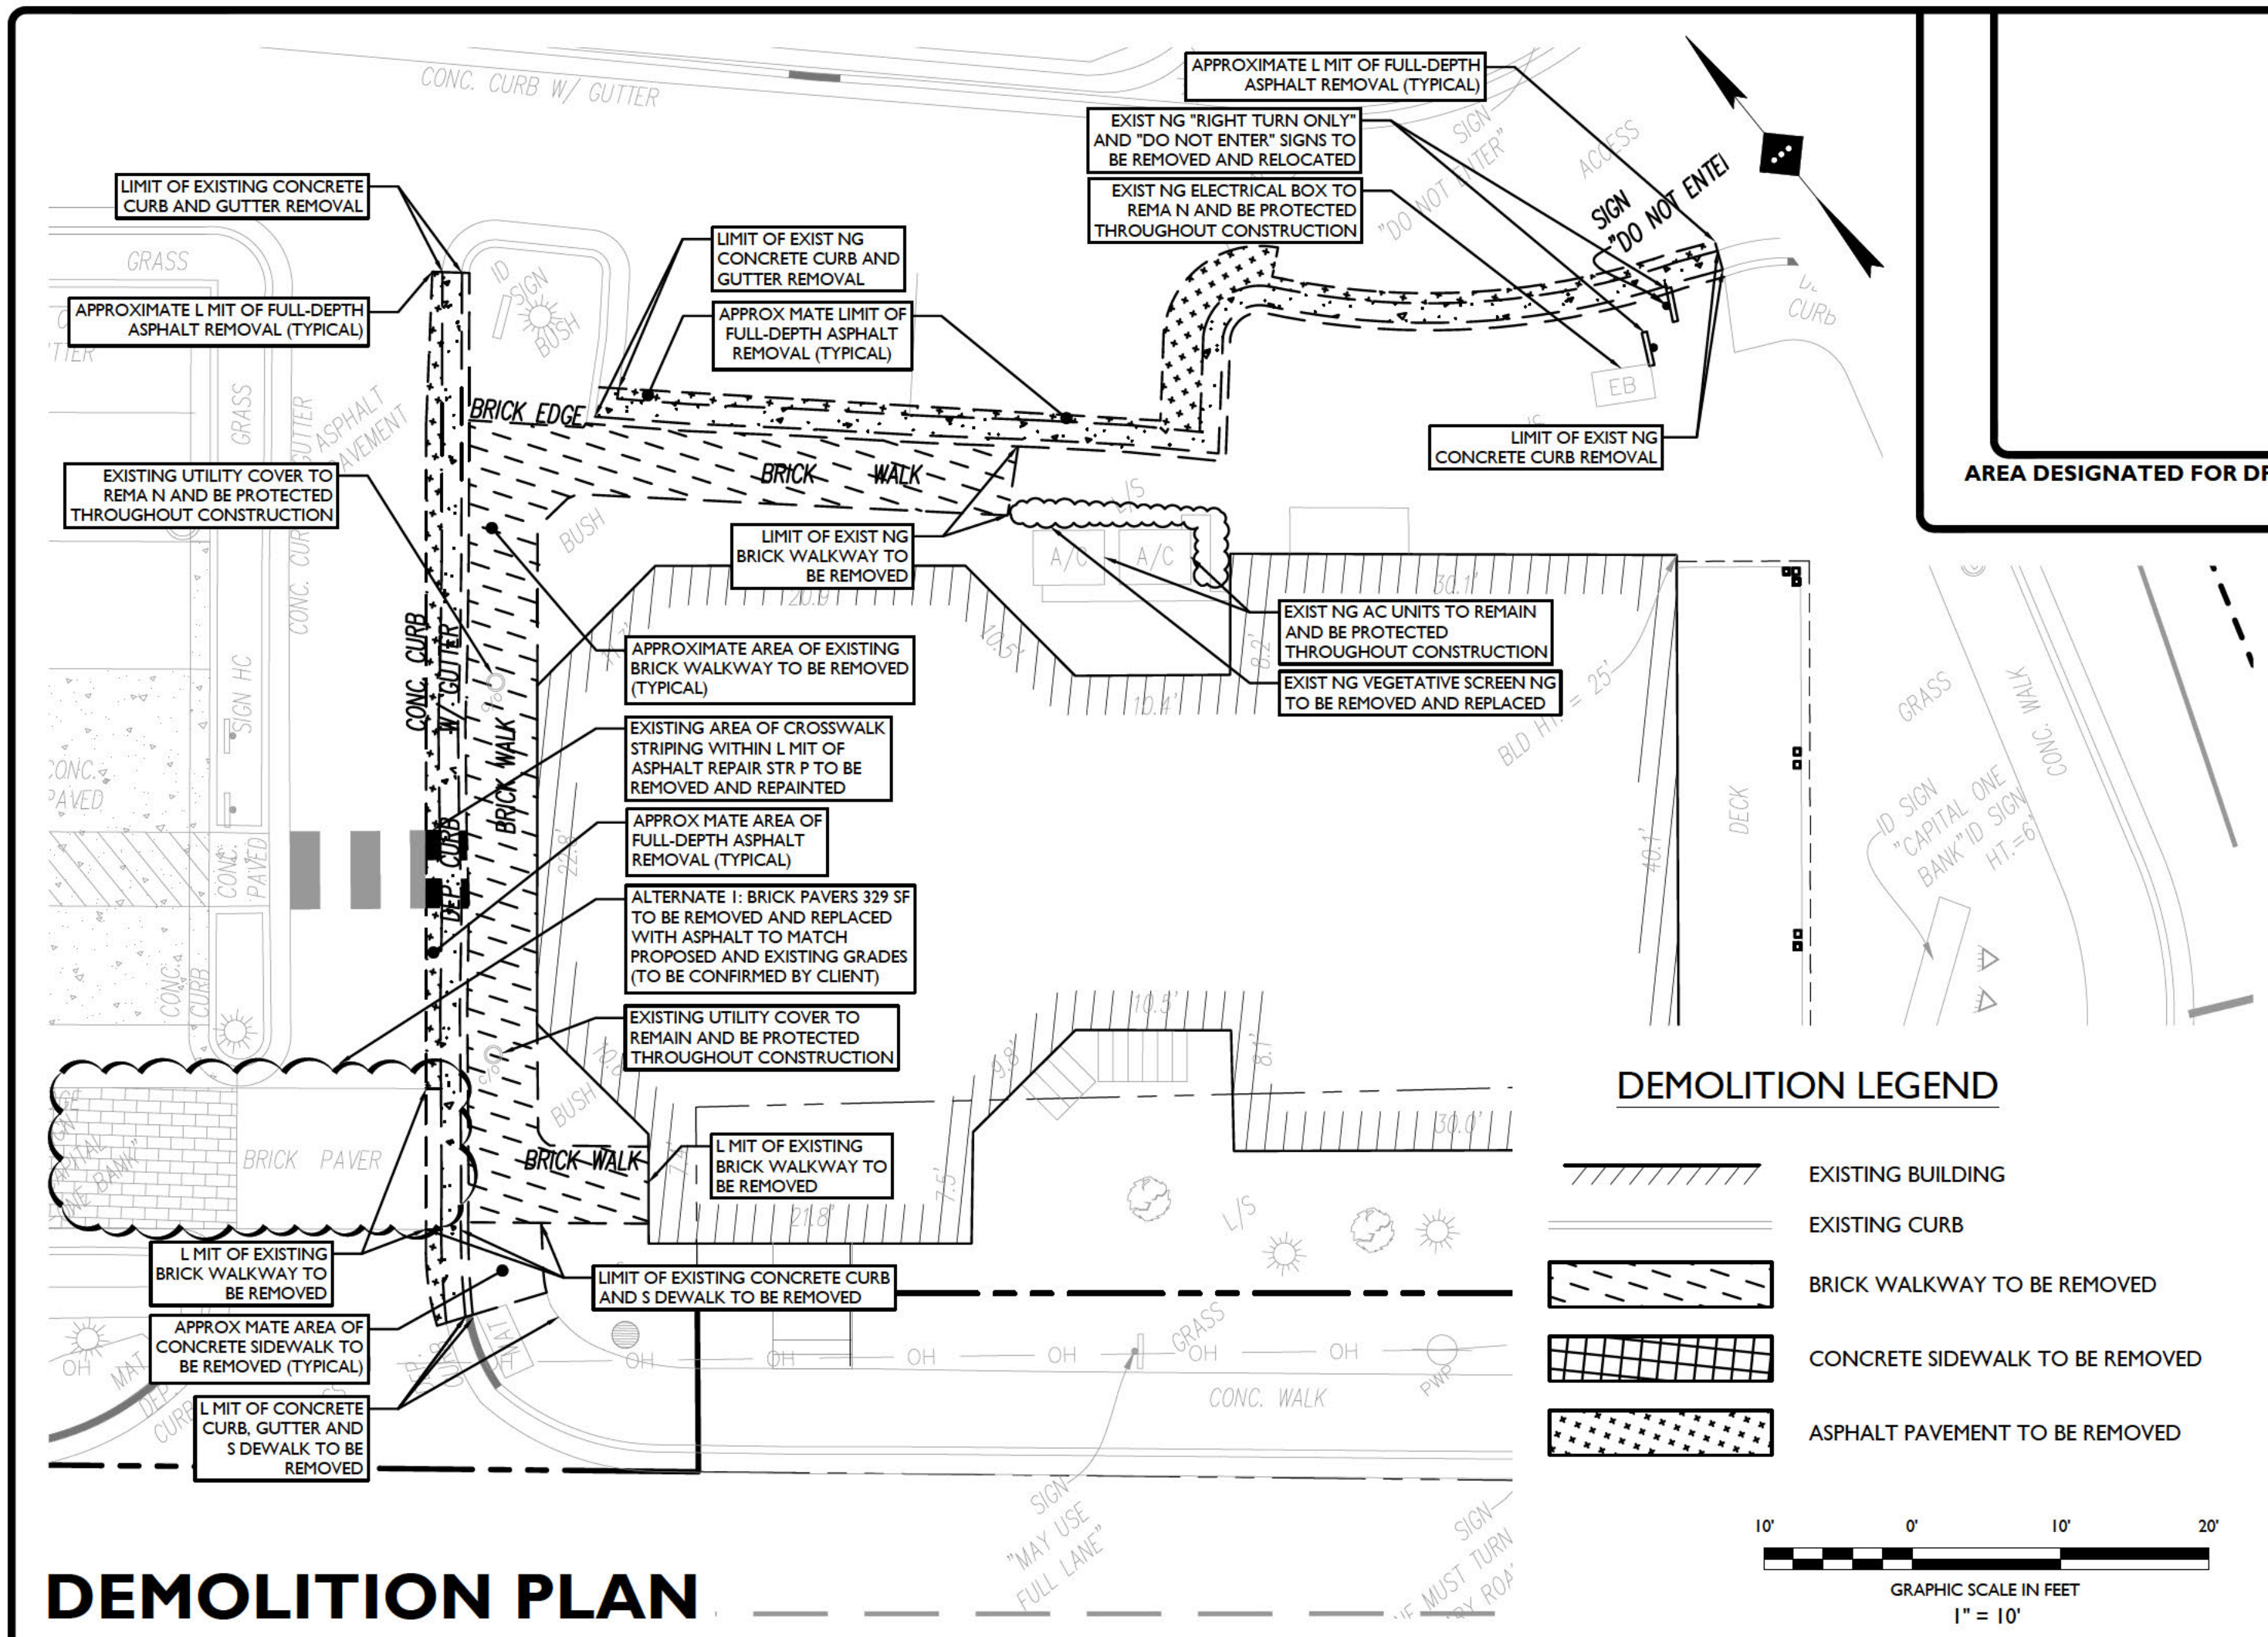 CONC. CURB W/ GUTTER
APPROXIMATE L MIT OF FULL-DEPTH
ASPHALT REMOVAL (TYPICAL)
EXIST NG "RIGHT TURN ONLY"
AND "DO NOT ENTER" SIGNS TO
BE REMOVED AND RELOCATED
EXIST NG ELECTRICAL BOX TO
REMA N AND BE PROTECTED
THROUGHOUT CONSTRUCTION
SIGN
"DO NOT ENTER"
ACCESS
SIGN
"DO NOT ENTE
LIMIT OF EXISTING CONCRETE
CURB AND GUTTER REMOVAL
GRASS
APPROXIMATE L MIT OF FULL-DEPTH
ASPHALT REMOVAL (TYPICAL)
ID
SIGN
BUSH
LIMIT OF EXIST NG
CONCRETE CURB AND
GUTTER REMOVAL
APPROX MATE LIMIT OF
FULL-DEPTH ASPHALT
REMOVAL (TYPICAL)
CURb
EB
LIMIT OF EXIST NG
CONCRETE CURB REMOVAL
AREA DESIGNATED FOR DR
GRASS
GUTTER
ASPHALT
PAVEMENT
BRICK EDGE
BRICK WALK
EXISTING UTILITY COVER TO
REMA N AND BE PROTECTED
THROUGHOUT CONSTRUCTION
CONC. CUR
BUSH
LIMIT OF EXIST NG
BRICK WALKWAY TO
BE REMOVED
L/S
A/C
A/C
20.9'
30.1'
10.5'
8.2'
10.4'
EXIST NG AC UNITS TO REMAIN
AND BE PROTECTED
THROUGHOUT CONSTRUCTION
EXIST NG VEGETATIVE SCREEN NG
TO BE REMOVED AND REPLACED
BLD HT. = 25'
APPROXIMATE AREA OF EXISTING
BRICK WALKWAY TO BE REMOVED
(TYPICAL)
EXISTING AREA OF CROSSWALK
STRIPING WITHIN L MIT OF
ASPHALT REPAIR STR P TO BE
REMOVED AND REPAINTED
APPROX MATE AREA OF
FULL-DEPTH ASPHALT
REMOVAL (TYPICAL)
ALTERNATE 1: BRICK PAVERS 329 SF
TO BE REMOVED AND REPLACED
WITH ASPHALT TO MATCH
PROPOSED AND EXISTING GRADES
(TO BE CONFIRMED BY CLIENT)
EXISTING UTILITY COVER TO
REMAIN AND BE PROTECTED
THROUGHOUT CONSTRUCTION
CONC. CURB
W/ GUTTER
BRICK WALK
DEP. CURB
c/o
SIGN HC
CONC.
PAVED
CONC.
PAVED
CONC.
CURB
22.8'
40.1'
DECK
GRASS
CONC. WALK
ID SIGN
"CAPITAL ONE
BANK" ID SIGN
HT.=6'
c/o
BUSH
10.5'
9.8'
8.1'
30.0'
7.4'
7.5'
21.8'
BRICK PAVER
BRICK WALK
L MIT OF EXISTING
BRICK WALKWAY TO
BE REMOVED
L/S
L MIT OF EXISTING
BRICK WALKWAY TO
BE REMOVED
LIMIT OF EXISTING CONCRETE CURB
AND S DEWALK TO BE REMOVED
APPROX MATE AREA OF
CONCRETE SIDEWALK TO
BE REMOVED (TYPICAL)
L MIT OF CONCRETE
CURB, GUTTER AND
S DEWALK TO BE
REMOVED
OH
MAT
DEP.
CURB
MAT
OH
OH
OH
OH
OH
OH
OH
GRASS
CONC. WALK
PWP
SIGN
"MAY USE
FULL LANE"
SIGN
MUST TURN
DEMOLITION LEGEND
EXISTING BUILDING
EXISTING CURB
BRICK WALKWAY TO BE REMOVED
CONCRETE SIDEWALK TO BE REMOVED
ASPHALT PAVEMENT TO BE REMOVED
10' 0' 10' 20'
GRAPHIC SCALE IN FEET
1" = 10'
DEMOLITION PLAN